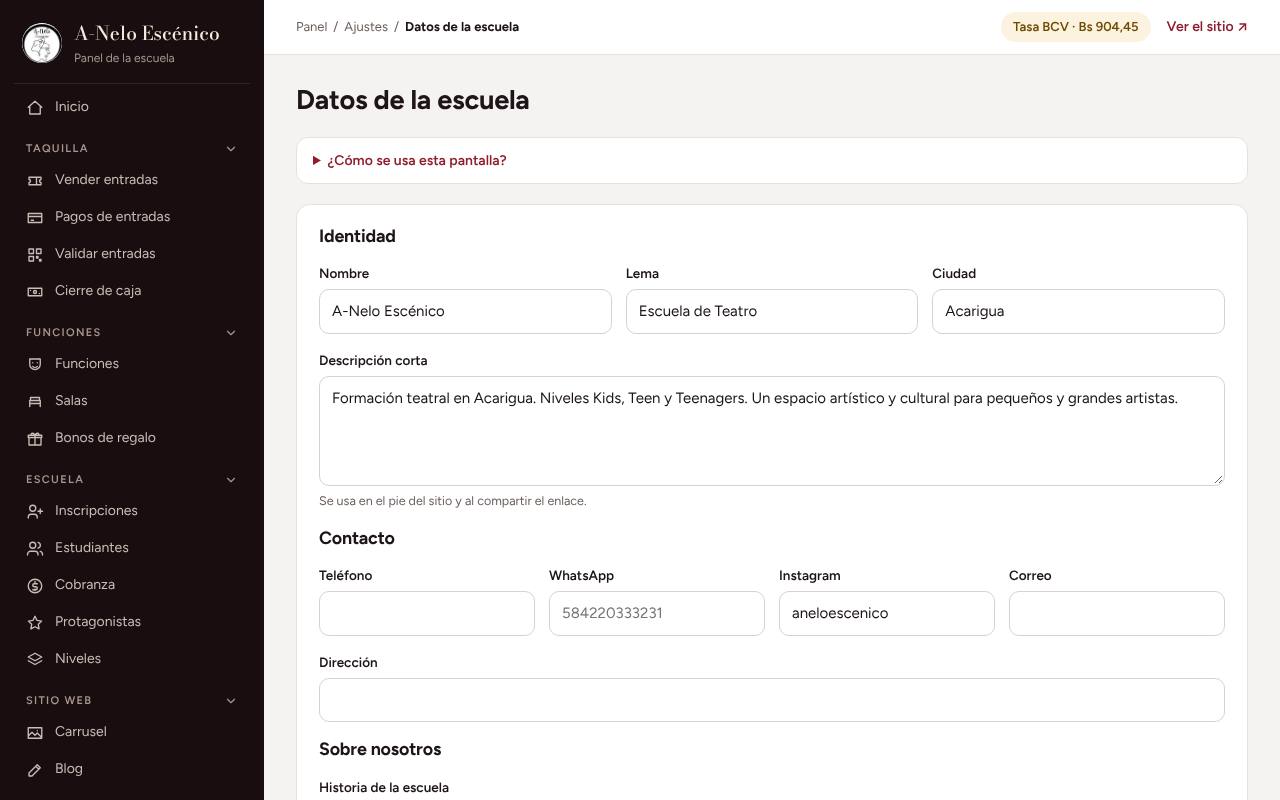 A-Nelo Escénico
Panel de la escuela
Inicio
TAQUILLA
Vender entradas
Pagos de entradas
Validar entradas
Cierre de caja
FUNCIONES
Funciones
Salas
Bonos de regalo
ESCUELA
Inscripciones
Estudiantes
Cobranza
Protagonistas
Niveles
SITIO WEB
Carrusel
Blog
Panel / Ajustes / Datos de la escuela
Tasa BCV · Bs 904,45
Ver el sitio ↗
Datos de la escuela
¿Cómo se usa esta pantalla?
Identidad
Nombre Lema Ciudad
A-Nelo Escénico Escuela de Teatro Acarigua
Descripción corta
Formación teatral en Acarigua. Niveles Kids, Teen y Teenagers. Un espacio artístico y cultural para pequeños y grandes artistas.
Se usa en el pie del sitio y al compartir el enlace.
Contacto
Teléfono WhatsApp Instagram Correo
584220333231 aneloescenico
Dirección
Sobre nosotros
Historia de la escuela